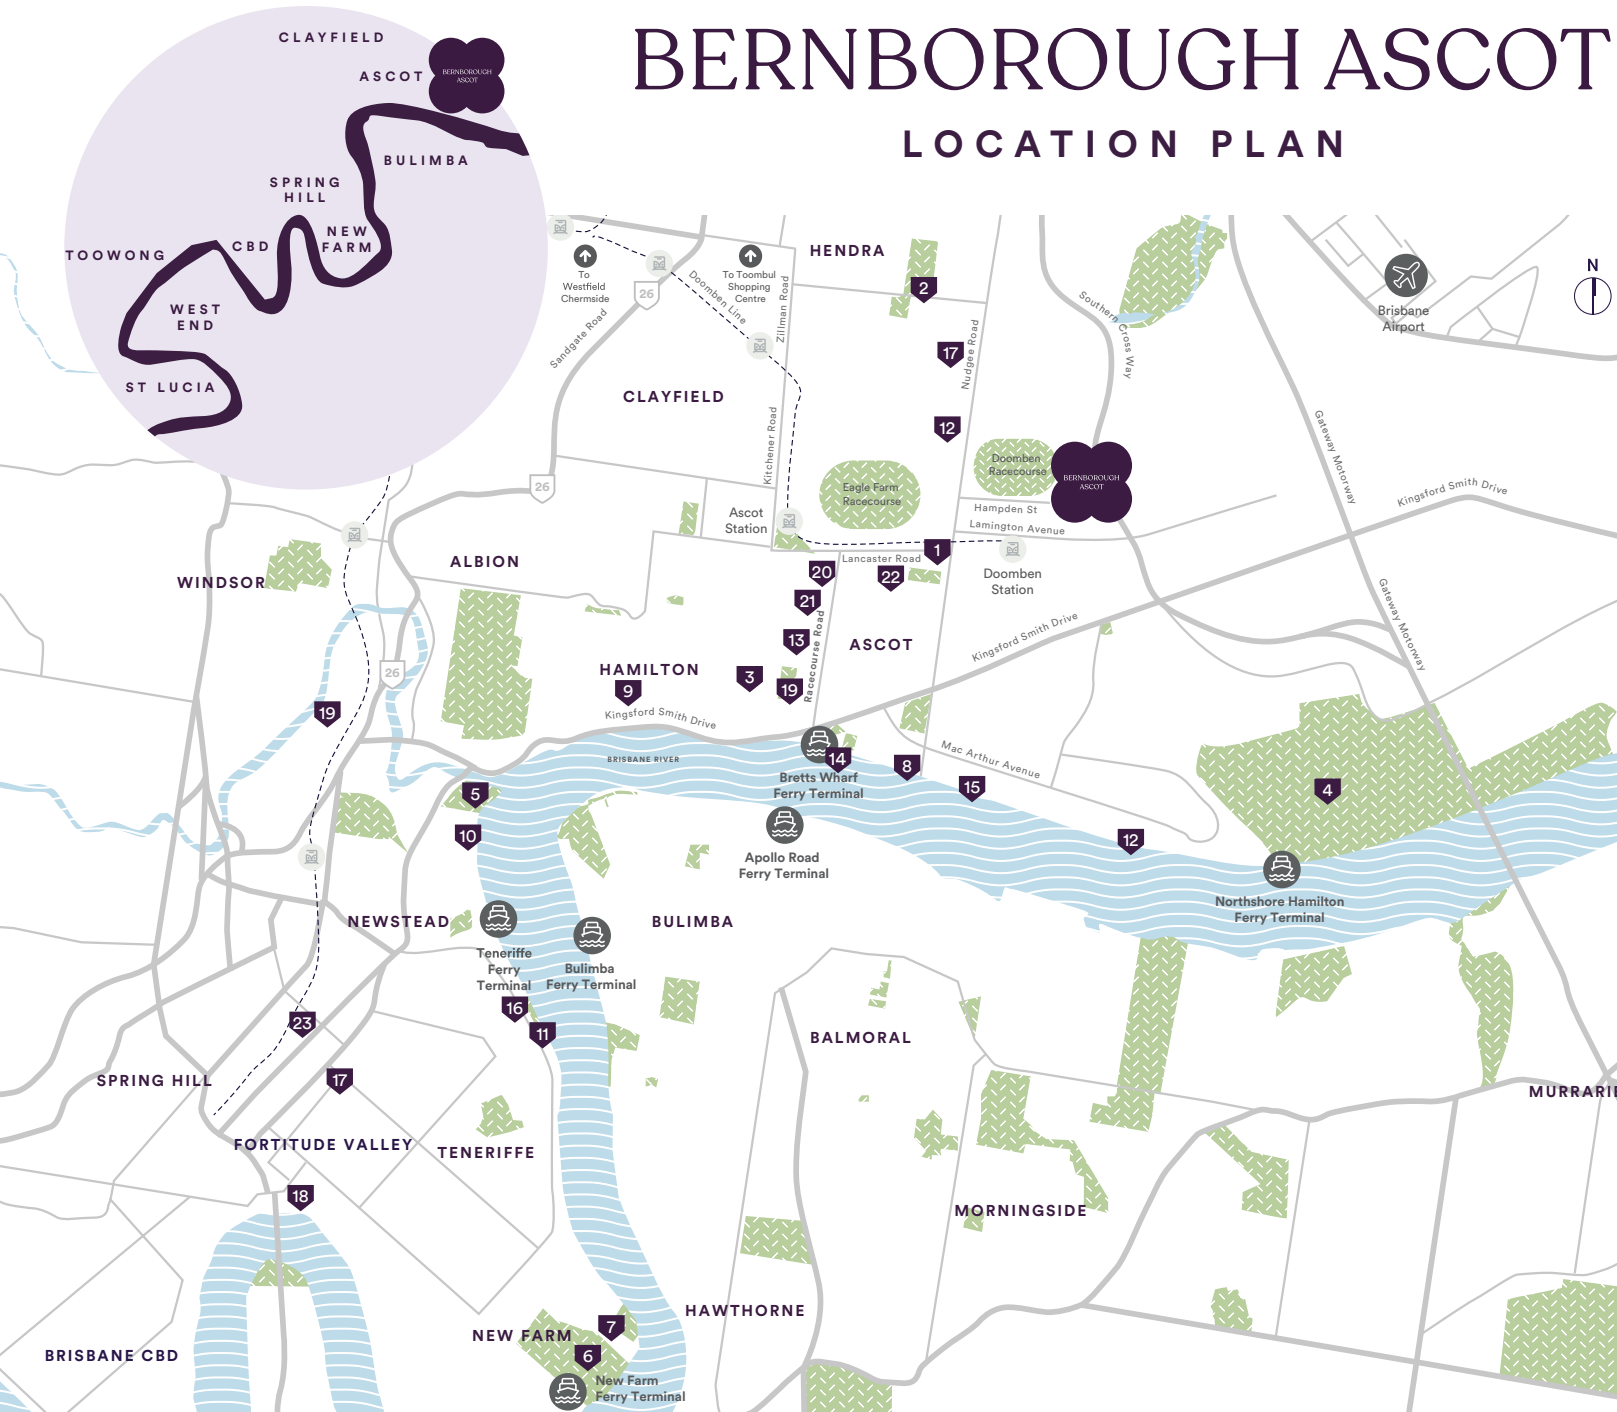 BERNBOROUGH ASCOT
LOCATION PLAN
CLAYFIELD
ASCOT
BERNBOROUGH
ASCOT
BULIMBA
SPRING
HILL
NEW
FARM
CBD
TOOWONG
WEST
END
ST LUCIA
To
Westfield
Chermside
To Toombul
Shopping
Centre
HENDRA
2
26
Doomben Line
Zillman Road
Sandgate Road
Southern Cross Way
Brisbane
Airport
N
17
Nudgee Road
CLAYFIELD
Kitchener Road
12
Gateway Motorway
Doomben
Racecourse
BERNBOROUGH
ASCOT
Eagle Farm
Racecourse
26
Kingsford Smith Drive
Ascot
Station
Hampden St
Lamington Avenue
1
Lancaster Road
Doomben
Station
ALBION
WINDSOR
20
22
21
Gateway Motorway
13
ASCOT
Kingsford Smith Drive
Racecourse Road
HAMILTON
26
3
19
9
19
Kingsford Smith Drive
BRISBANE RIVER
14
8
Mac Arthur Avenue
Bretts Wharf
Ferry Terminal
15
4
5
10
12
Apollo Road
Ferry Terminal
Northshore Hamilton
Ferry Terminal
NEWSTEAD
BULIMBA
Teneriffe
Ferry
Terminal
Bulimba
Ferry Terminal
16
11
23
BALMORAL
SPRING HILL
17
MURRARIE
FORTITUDE VALLEY
TENERIFFE
18
MORNINGSIDE
HAWTHORNE
7
NEW FARM
6
BRISBANE CBD
New Farm
Ferry Terminal